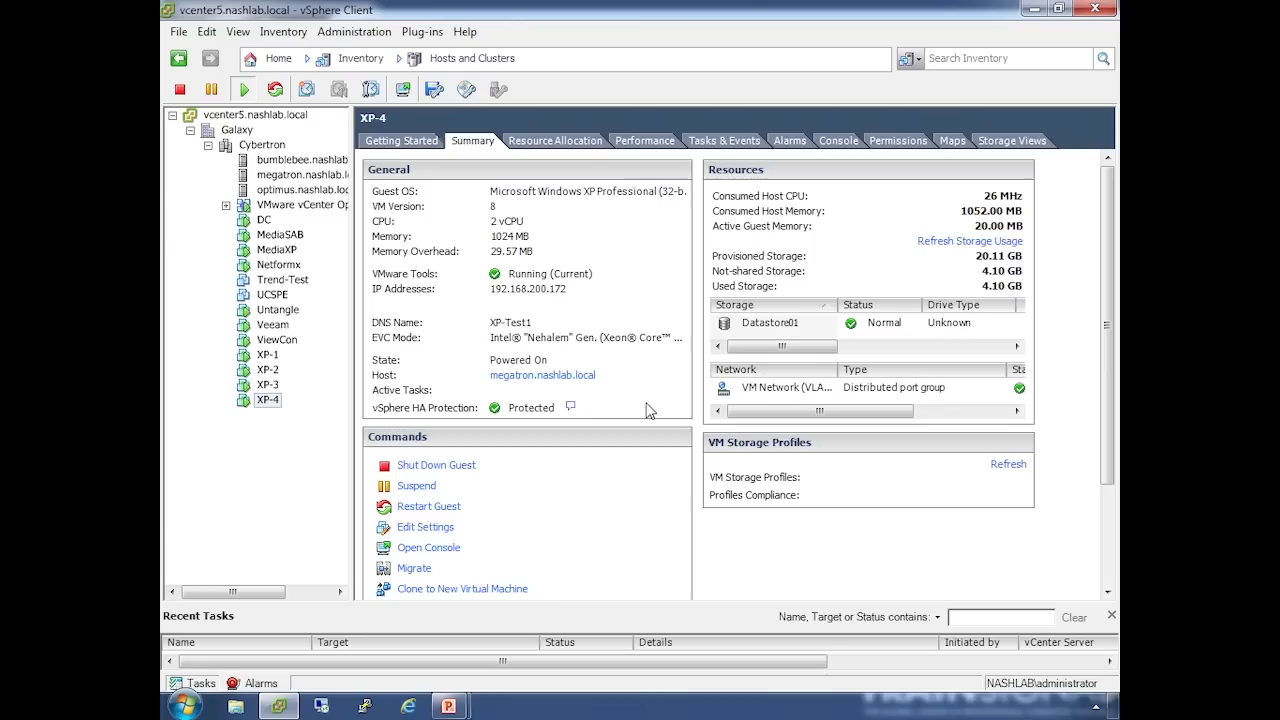 vcenter5.nashlab.local - vSphere Client
File Edit View Inventory Administration Plug-ins Help
Home Inventory Hosts and Clusters Search Inventory
vcenter5.nashlab.local
Galaxy
Cybertron
bumblebee.nashlab
megatron.nashlab.l
optimus.nashlab.loc
VMware vCenter Op
DC
MediaSAB
MediaXP
Netformx
Trend-Test
UCSPE
Untangle
Veeam
ViewCon
XP-1
XP-2
XP-3
XP-4
XP-4
Getting Started Summary Resource Allocation Performance Tasks & Events Alarms Console Permissions Maps Storage Views
General
Guest OS: Microsoft Windows XP Professional (32-b.
VM Version: 8
CPU: 2 vCPU
Memory: 1024 MB
Memory Overhead: 29.57 MB
VMware Tools: Running (Current)
IP Addresses: 192.168.200.172
DNS Name: XP-Test1
EVC Mode: Intel® "Nehalem" Gen. (Xeon® Core™ ...
State: Powered On
Host: megatron.nashlab.local
Active Tasks:
vSphere HA Protection: Protected
Commands
Shut Down Guest
Suspend
Restart Guest
Edit Settings
Open Console
Migrate
Clone to New Virtual Machine
Resources
Consumed Host CPU: 26 MHz
Consumed Host Memory: 1052.00 MB
Active Guest Memory: 20.00 MB
Refresh Storage Usage
Provisioned Storage: 20.11 GB
Not-shared Storage: 4.10 GB
Used Storage: 4.10 GB
Storage Status Drive Type
Datastore01 Normal Unknown
Network Type Sta
VM Network (VLA... Distributed port group
VM Storage Profiles
Refresh
VM Storage Profiles:
Profiles Compliance:
Recent Tasks Name, Target or Status contains: Clear
Name Target Status Details Initiated by vCenter Server
Tasks Alarms NASHLAB\administrator